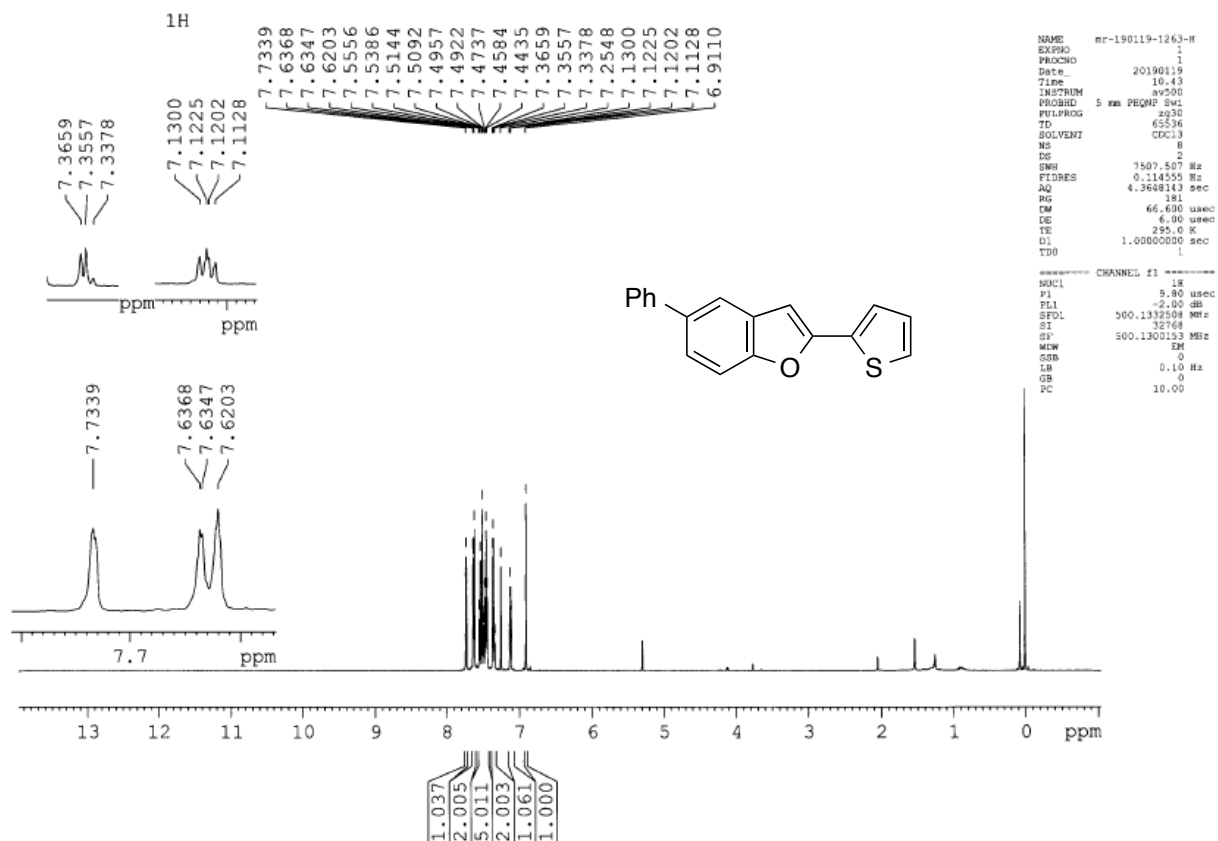 1H
7.7339
7.6368
7.6347
7.6203
7.5556
7.5386
7.5144
7.5092
7.4957
7.4922
7.4737
7.4584
7.4435
7.3659
7.3557
7.3378
7.2548
7.1300
7.1225
7.1202
7.1128
6.9110
7.3659
7.3557
7.3378
7.1300
7.1225
7.1202
7.1128
ppm
ppm
7.7339
7.6368
7.6347
7.6203
7.7 ppm
NAME mr-190119-1263-H
EXPNO 1
PROCNO 1
Date_ 20190119
Time 10.43
INSTRUM av500
PROBHD 5 mm PHQNP Swi
PULPROG zg30
TD 65536
SOLVENT CDCl3
NS 8
DS 2
SWH 7507.507 Hz
FIDRES 0.114555 Hz
AQ 4.3648143 sec
RG 181
DW 66.600 usec
DE 6.00 usec
TE 295.0 K
D1 1.00000000 sec
TD0 1
======== CHANNEL f1 ========
NUC1 1H
P1 9.80 usec
PL1 -2.00 dB
SFO1 500.1332508 MHz
SI 32768
SF 500.1300153 MHz
WDW EM
SSB 0
LB 0.10 Hz
GB 0
PC 10.00
Ph
O
S
13 12 11 10 9 8 7 6 5 4 3 2 1 0 ppm
1.037
2.005
5.011
2.003
1.061
1.000